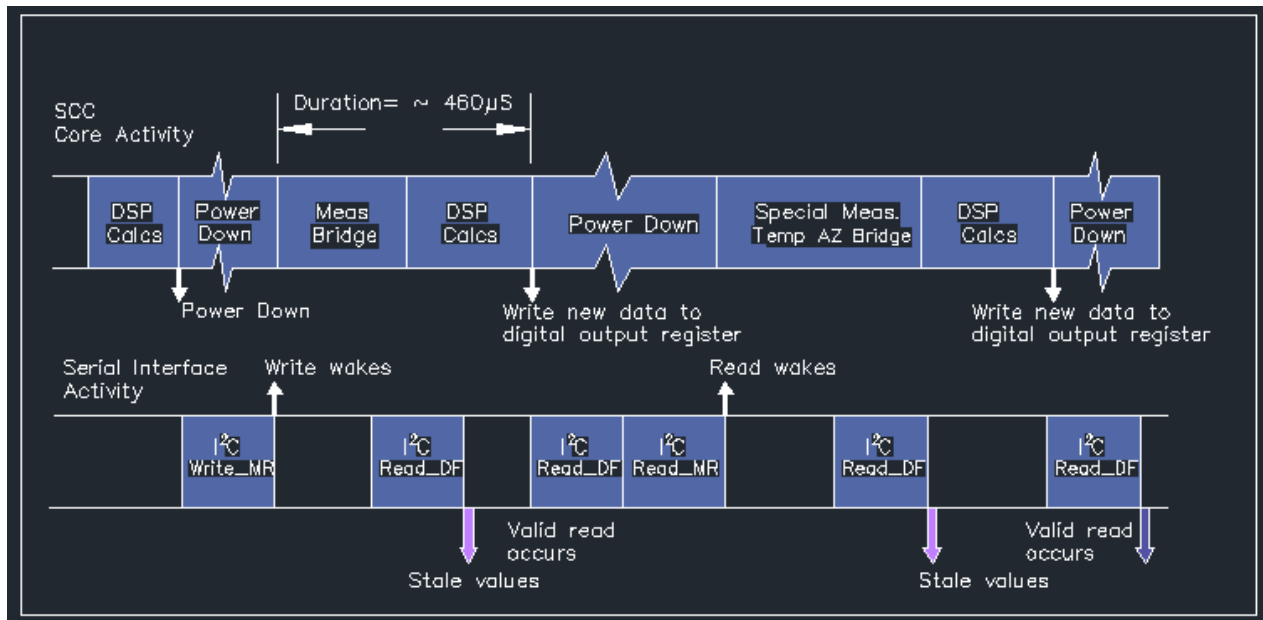 SCC
Core Activity
Duration= ~ 460µS
DSP
Calcs
Power
Down
Meas
Bridge
DSP
Calcs
Power Down
Special Meas.
Temp AZ Bridge
DSP
Calcs
Power
Down
Power Down
Write new data to
digital output register
Write new data to
digital output register
Serial Interface
Activity
Write wakes
Read wakes
I²C
Write_MR
I²C
Read_DF
I²C
Read_DF
I²C
Read_MR
I²C
Read_DF
I²C
Read_DF
Stale values
Valid read
occurs
Stale values
Valid read
occurs